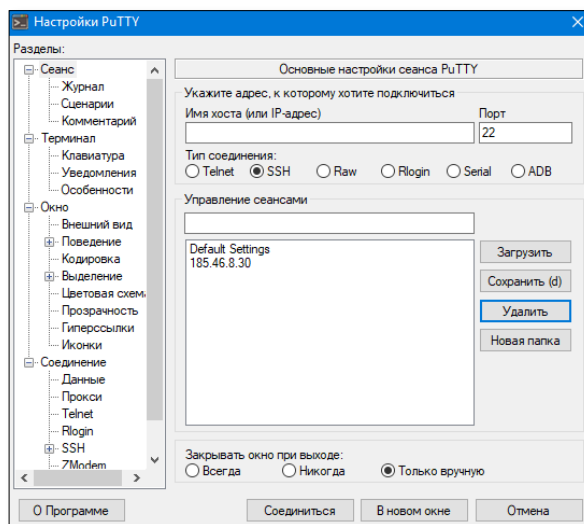 Настройки PuTTY
Разделы:
Сеанс
Журнал
Сценарии
Комментарий
Терминал
Клавиатура
Уведомления
Особенности
Окно
Внешний вид
Поведение
Кодировка
Выделение
Цветовая схем
Прозрачность
Гиперссылки
Иконки
Соединение
Данные
Прокси
Telnet
Rlogin
SSH
ZModem
Основные настройки сеанса PuTTY
Укажите адрес, к которому хотите подключиться
Имя хоста (или IP-адрес) Порт
22
Тип соединения:
Telnet SSH Raw Rlogin Serial ADB
Управление сеансами
Default Settings
185.46.8.30
Загрузить
Сохранить (d)
Удалить
Новая папка
Закрывать окно при выходе:
Всегда Никогда Только вручную
О Программе Соединиться В новом окне Отмена